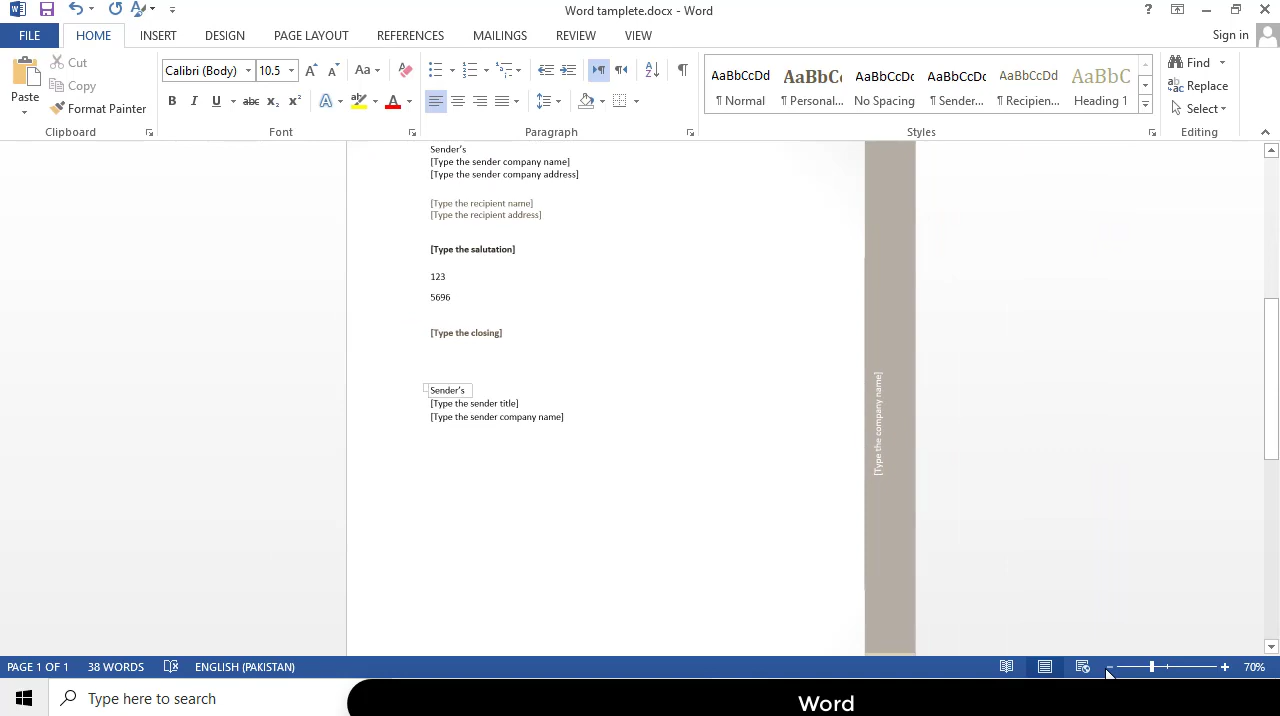 Word tamplete.docx - Word
?
FILE HOME INSERT DESIGN PAGE LAYOUT REFERENCES MAILINGS REVIEW VIEW Sign in
Paste
Cut
Copy
Format Painter
Clipboard
Calibri (Body) 10.5 A A Aa
B I U abc x₂ x² A ab A
Font
Paragraph
AaBbCcDd ¶ Normal
AaBbC ¶ Personal...
AaBbCcDc No Spacing
AaBbCcDc ¶ Sender...
AaBbCcDd ¶ Recipien...
AaBbC Heading 1
Styles
Find
Replace
Select
Editing
Sender's
[Type the sender company name]
[Type the sender company address]
[Type the recipient name]
[Type the recipient address]
[Type the salutation]
123
5696
[Type the closing]
Sender's
[Type the sender title]
[Type the sender company name]
[Type the company name]
PAGE 1 OF 1 38 WORDS ENGLISH (PAKISTAN) 70%
Type here to search
Word